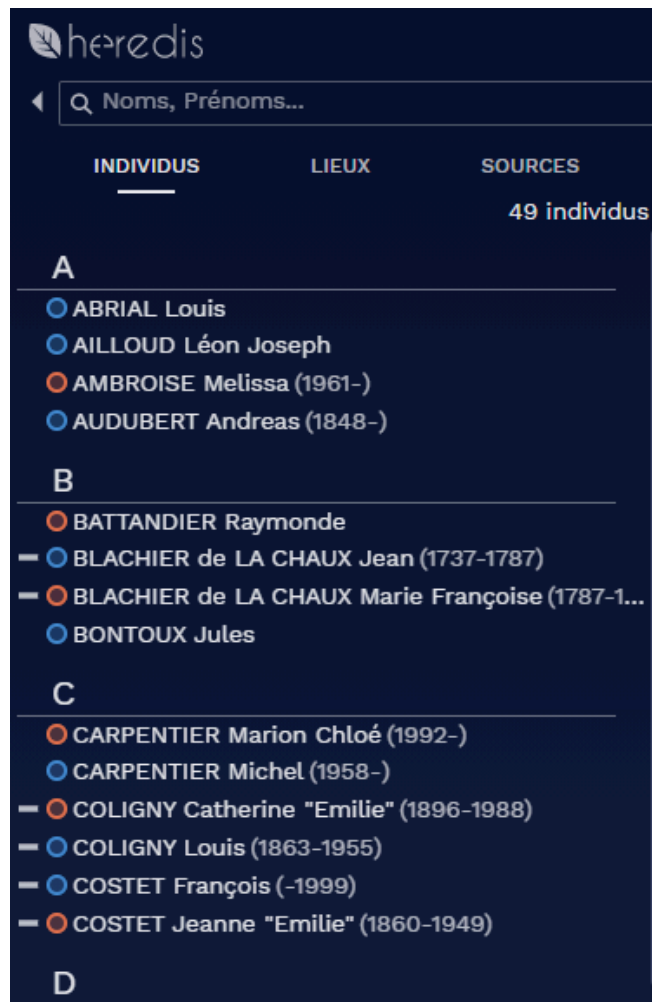 heredis
Noms, Prénoms...
INDIVIDUS LIEUX SOURCES
49 individus
A
ABRIAL Louis
AILLOUD Léon Joseph
AMBROISE Melissa (1961-)
AUDUBERT Andreas (1848-)
B
BATTANDIER Raymonde
BLACHIER de LA CHAUX Jean (1737-1787)
BLACHIER de LA CHAUX Marie Françoise (1787-1...
BONTOUX Jules
C
CARPENTIER Marion Chloé (1992-)
CARPENTIER Michel (1958-)
COLIGNY Catherine "Emilie" (1896-1988)
COLIGNY Louis (1863-1955)
COSTET François (-1999)
COSTET Jeanne "Emilie" (1860-1949)
D